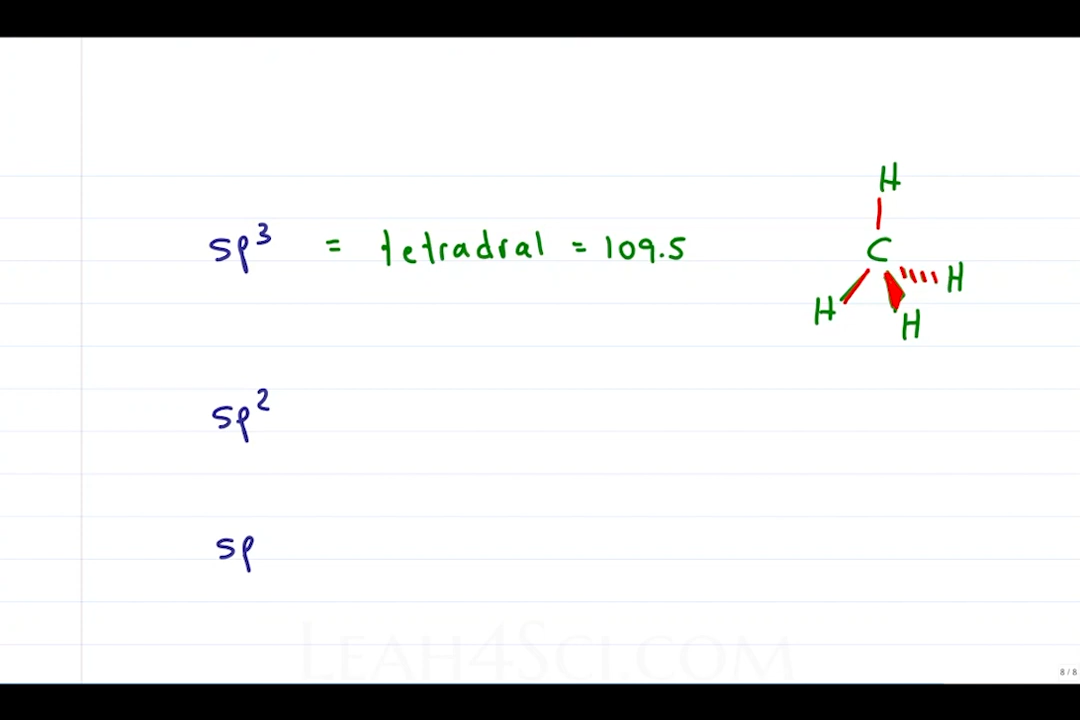 H
sp³ = tetradral = 109.5
C
H
H
H
sp²
sp
LEAH4SCI.COM
8 / 8